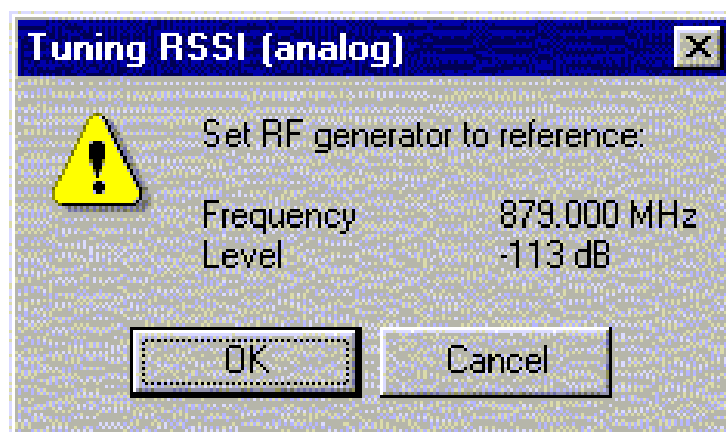 Tuning RSSI (analog)
Set RF generator to reference:
Frequency 879.000 MHz
Level -113 dB
OK Cancel